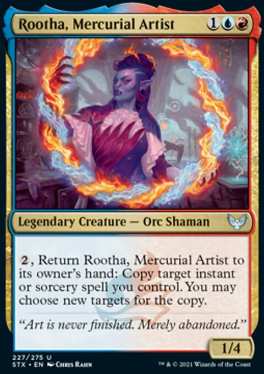 Rootha, Mercurial Artist 1
Legendary Creature — Orc Shaman
2, Return Rootha, Mercurial Artist to
its owner's hand: Copy target instant
or sorcery spell you control. You may
choose new targets for the copy.
"Art is never finished. Merely abandoned."
1/4
227/275 U
STX • EN Chris Rahn
™ & © 2021 Wizards of the Coast